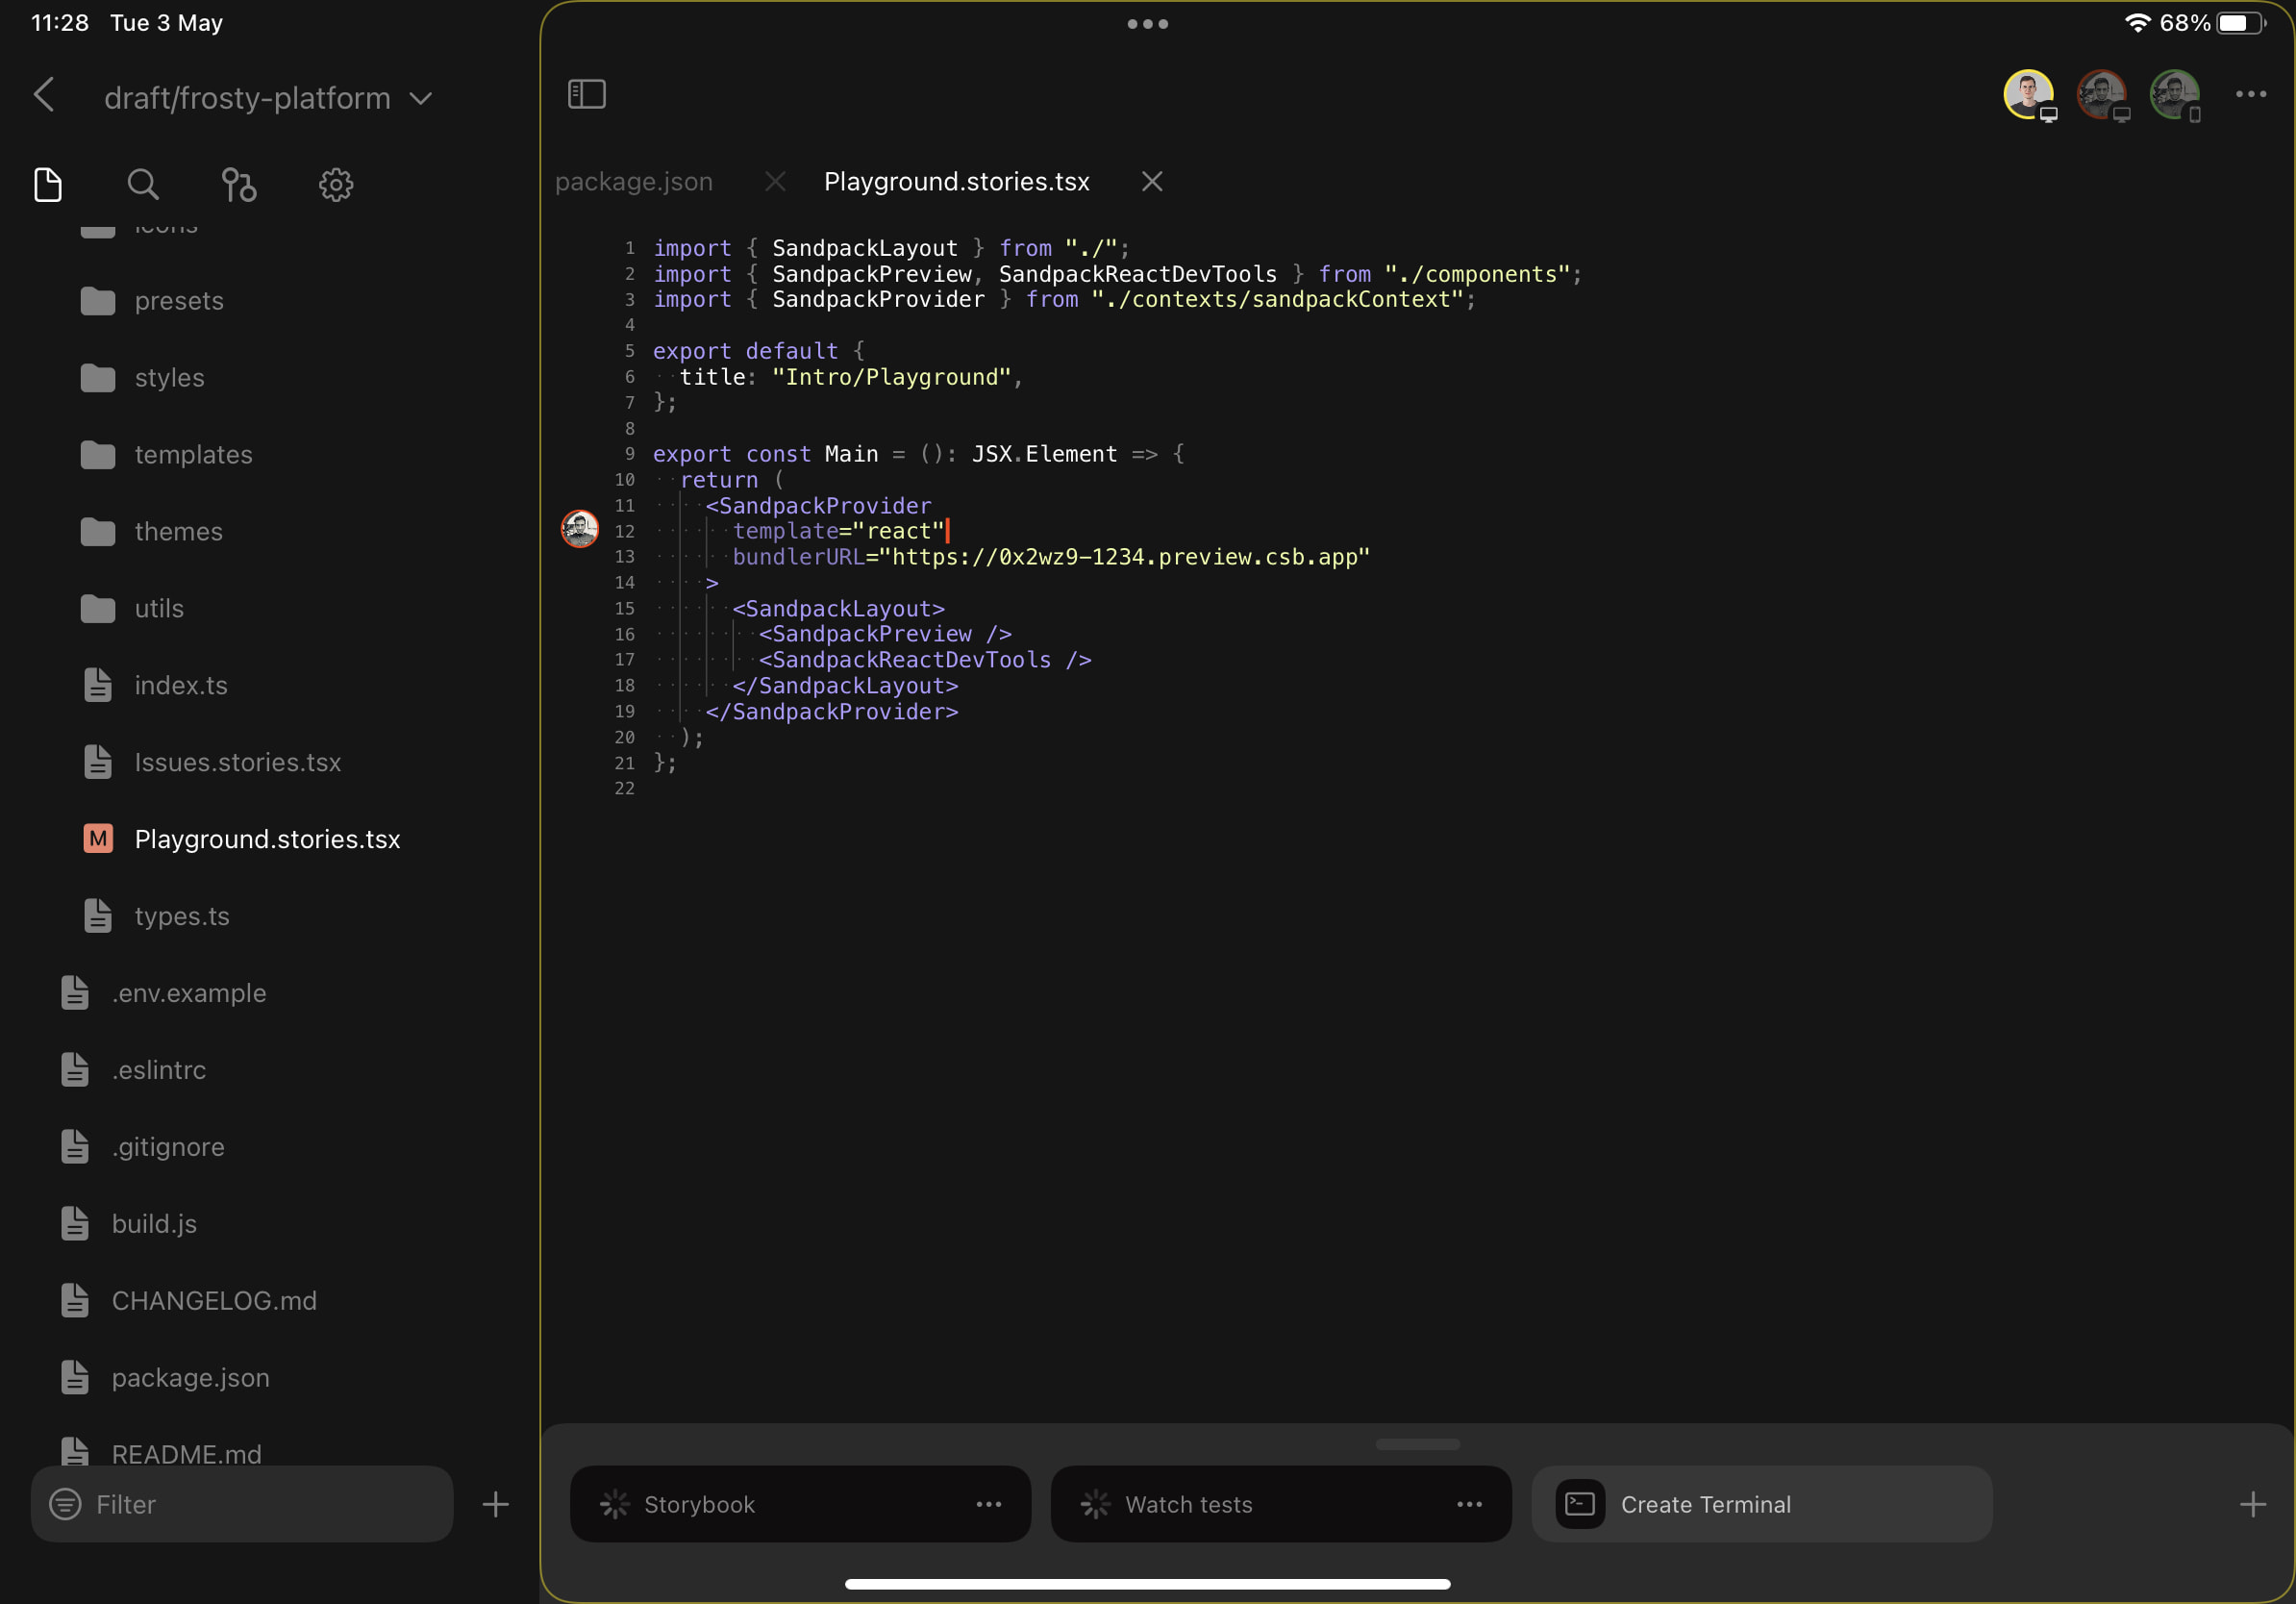 11:28 Tue 3 May
68%
draft/frosty-platform
icons
presets
styles
templates
themes
utils
index.ts
Issues.stories.tsx
M Playground.stories.tsx
types.ts
.env.example
.eslintrc
.gitignore
build.js
CHANGELOG.md
package.json
README.md
Filter
package.json Playground.stories.tsx
1 import { SandpackLayout } from "./";
2 import { SandpackPreview, SandpackReactDevTools } from "./components";
3 import { SandpackProvider } from "./contexts/sandpackContext";
4
5 export default {
6 title: "Intro/Playground",
7 };
8
9 export const Main = (): JSX.Element => {
10 return (
11 <SandpackProvider
12 template="react"
13 bundlerURL="https://0x2wz9-1234.preview.csb.app"
14 >
15 <SandpackLayout>
16 <SandpackPreview />
17 <SandpackReactDevTools />
18 </SandpackLayout>
19 </SandpackProvider>
20 );
21 };
22
Storybook
Watch tests
Create Terminal